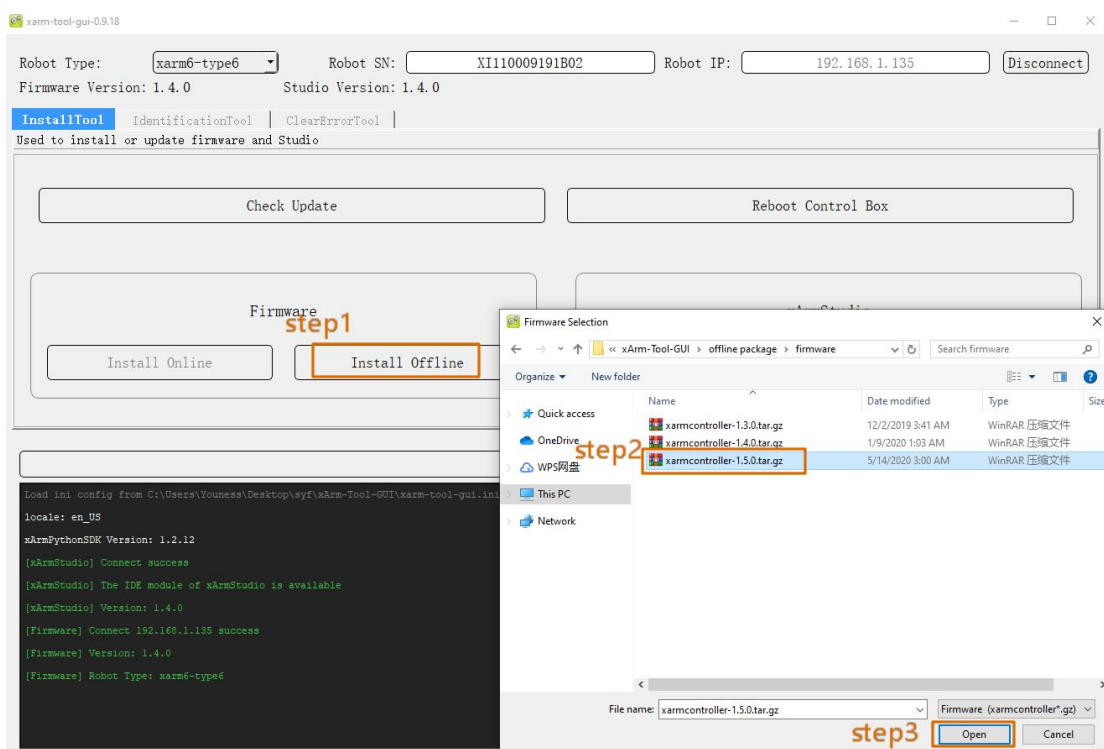 xarm-tool-gui-0.9.18
Robot Type: xarm6-type6 Robot SN: XI110009191B02 Robot IP: 192.168.1.135 Disconnect
Firmware Version: 1.4.0 Studio Version: 1.4.0
InstallTool IdentificationTool ClearErrorTool
Used to install or update firmware and Studio
Check Update Reboot Control Box
Firmware
step1
Install Online Install Offline
Firmware Selection
« xArm-Tool-GUI › offline package › firmware Search firmware
Organize New folder
Name Date modified Type Size
Quick access
OneDrive
WPS网盘
This PC
Network
xarmcontroller-1.3.0.tar.gz 12/2/2019 3:41 AM WinRAR 压缩文件
xarmcontroller-1.4.0.tar.gz 1/9/2020 1:03 AM WinRAR 压缩文件
step2
xarmcontroller-1.5.0.tar.gz 5/14/2020 3:00 AM WinRAR 压缩文件
File name: xarmcontroller-1.5.0.tar.gz Firmware (xarmcontroller*.gz)
step3
Open Cancel
Load ini config from C:\Users\Youness\Desktop\syf\xArm-Tool-GUI\xarm-tool-gui.ini
locale: en_US
xArmPythonSDK Version: 1.2.12
[xArmStudio] Connect success
[xArmStudio] The IDE module of xArmStudio is available
[xArmStudio] Version: 1.4.0
[Firmware] Connect 192.168.1.135 success
[Firmware] Version: 1.4.0
[Firmware] Robot Type: xarm6-type6